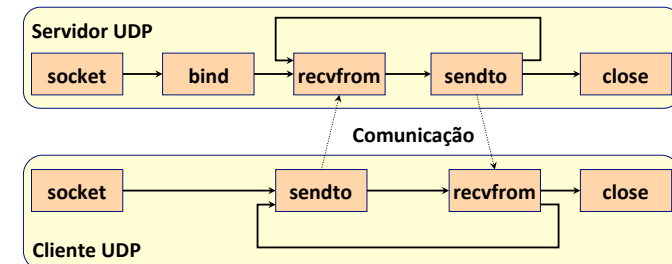 Servidor UDP
socket bind recvfrom sendto close
Comunicação
socket sendto recvfrom close
Cliente UDP